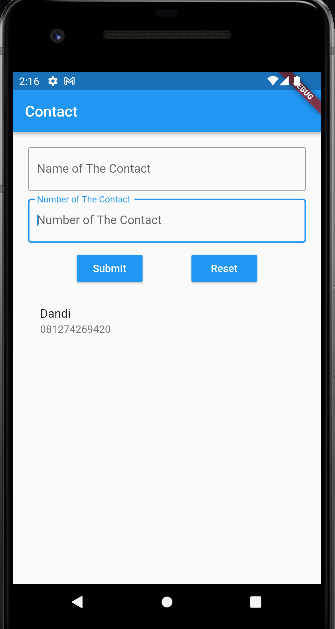 2:16
Contact
Name of The Contact
Number of The Contact
Number of The Contact
Submit Reset
Dandi
081274269420